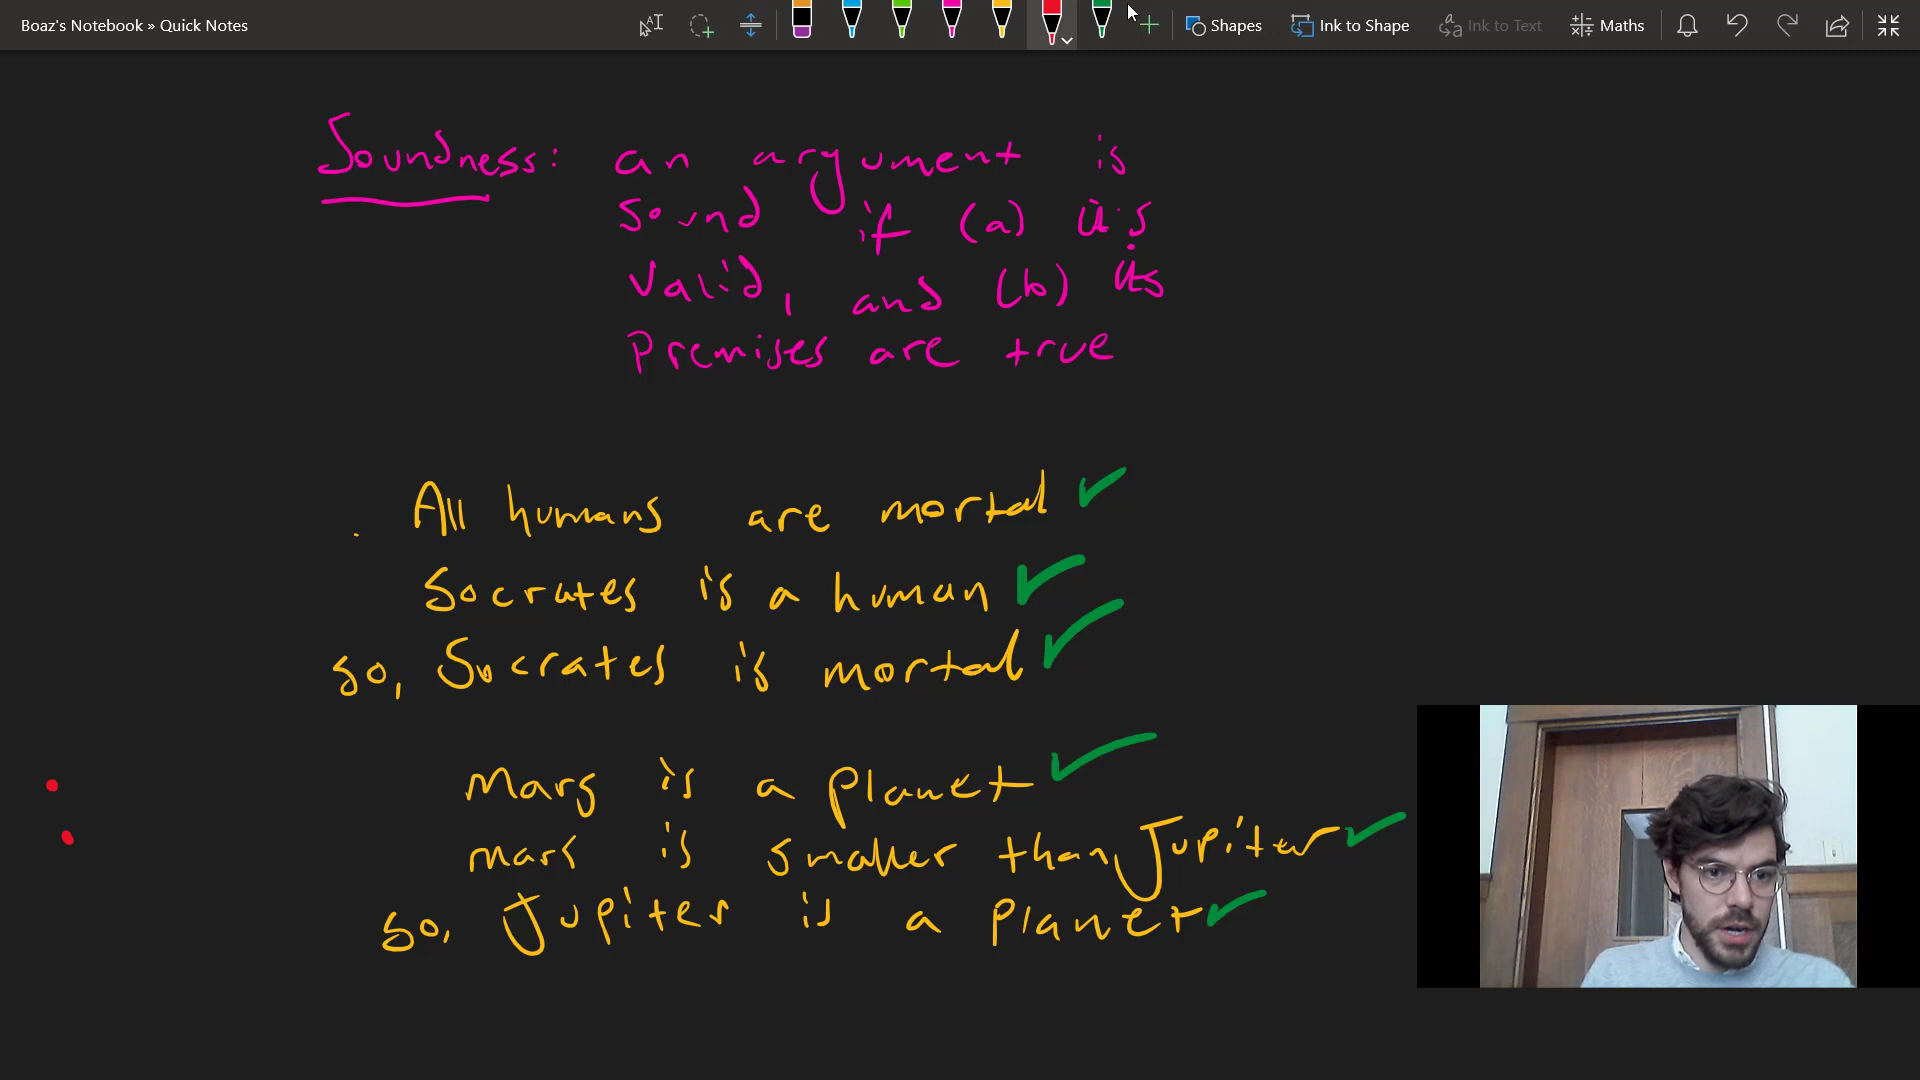 Boaz's Notebook » Quick Notes
Shapes Ink to Shape Ink to Text Maths
Soundness: an argument is
sound if (a) it is
valid, and (b) its
premises are true
All humans are mortal ✓
Socrates is a human ✓
so, Socrates is mortal ✓
Mars is a planet ✓
Mars is smaller than Jupiter ✓
so, Jupiter is a planet ✓